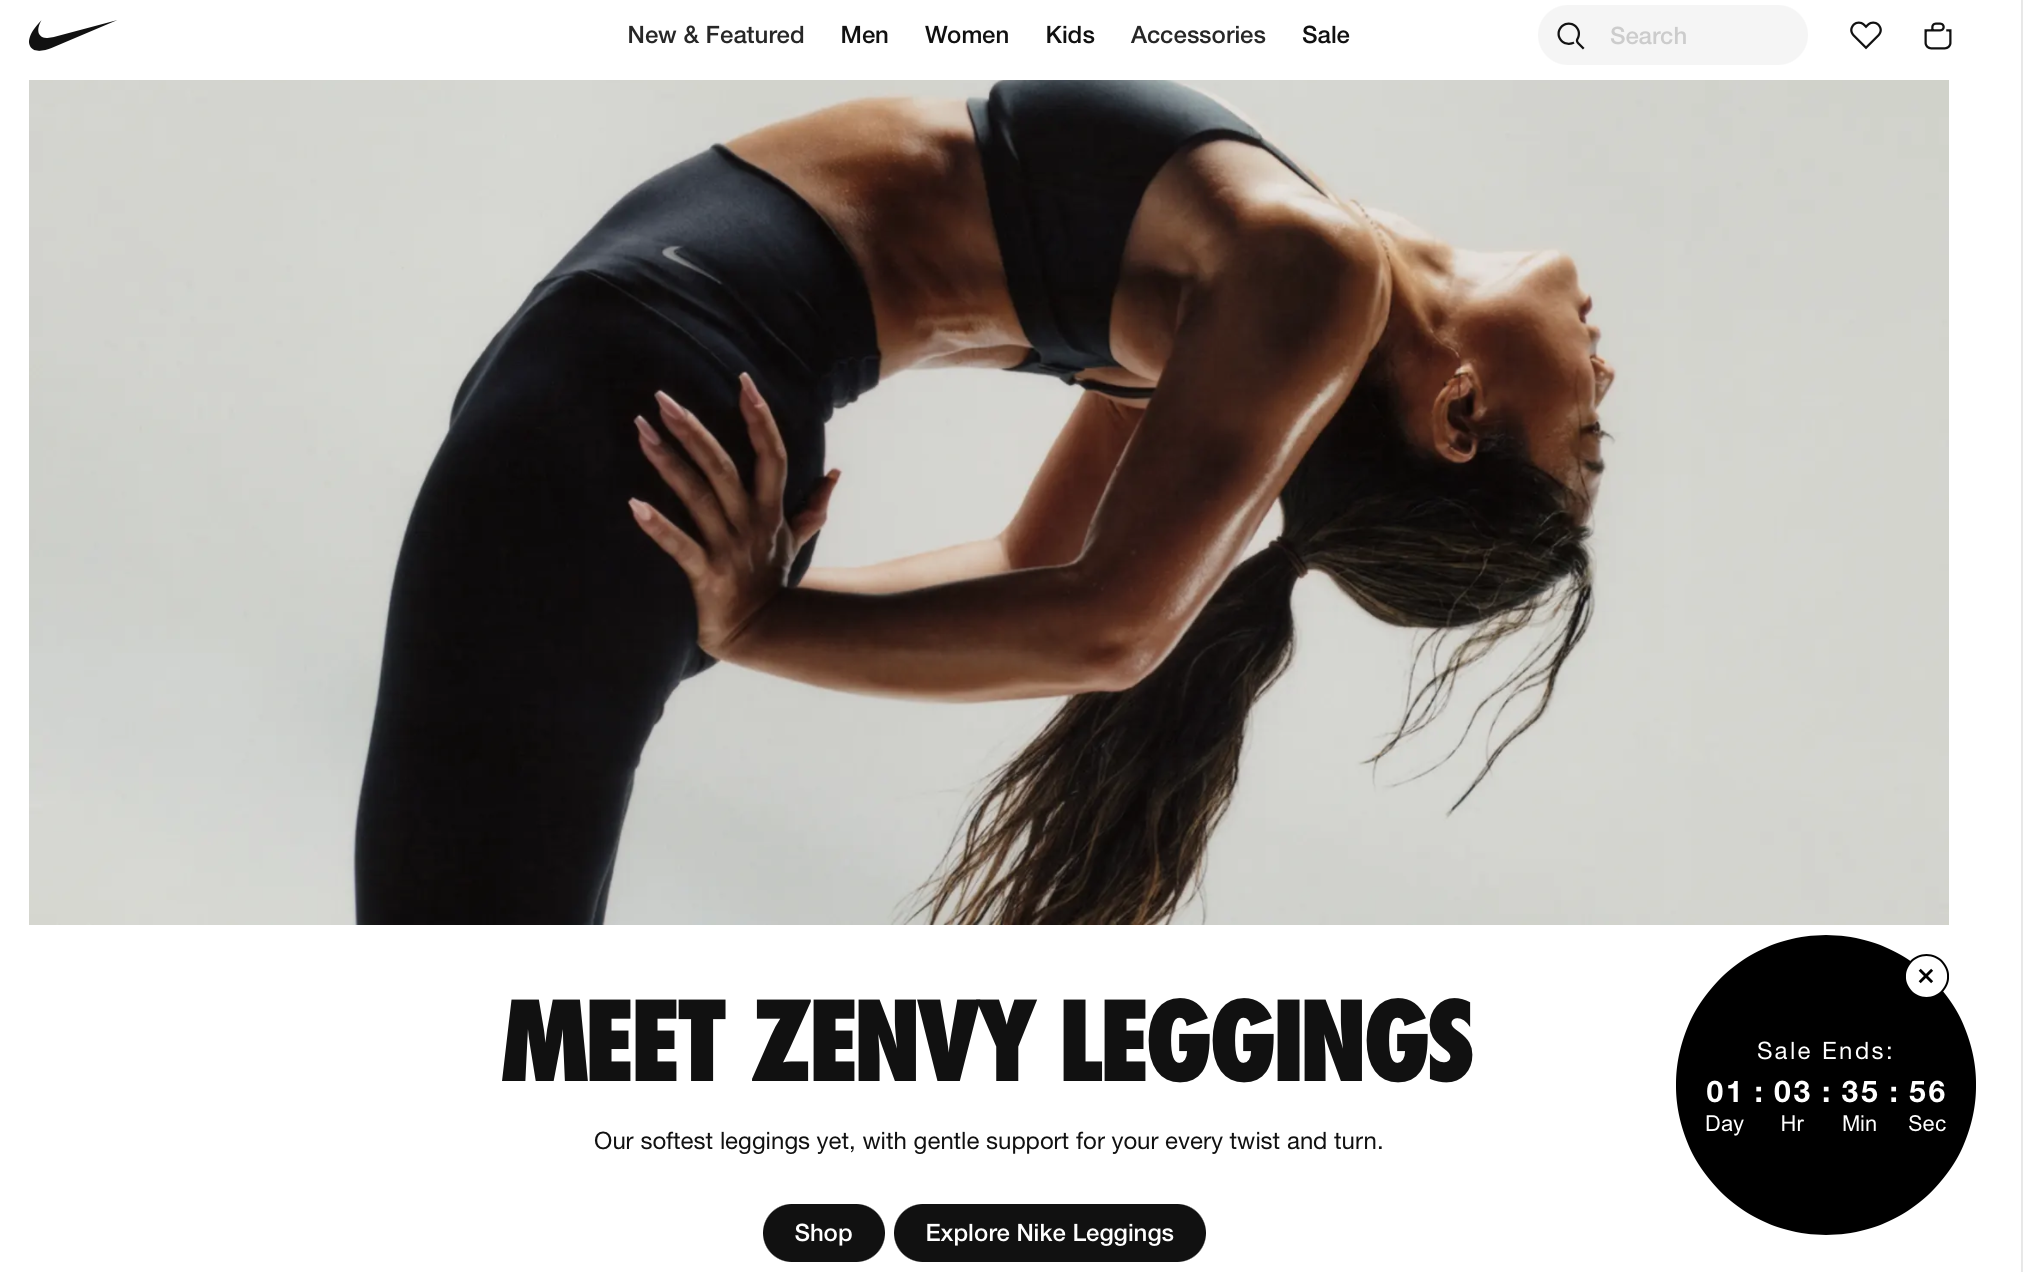 New & Featured Men Women Kids Accessories Sale Search
MEET ZENVY LEGGINGS
Our softest leggings yet, with gentle support for your every twist and turn.
Shop Explore Nike Leggings
Sale Ends:
01 : 03 : 35 : 56
Day Hr Min Sec